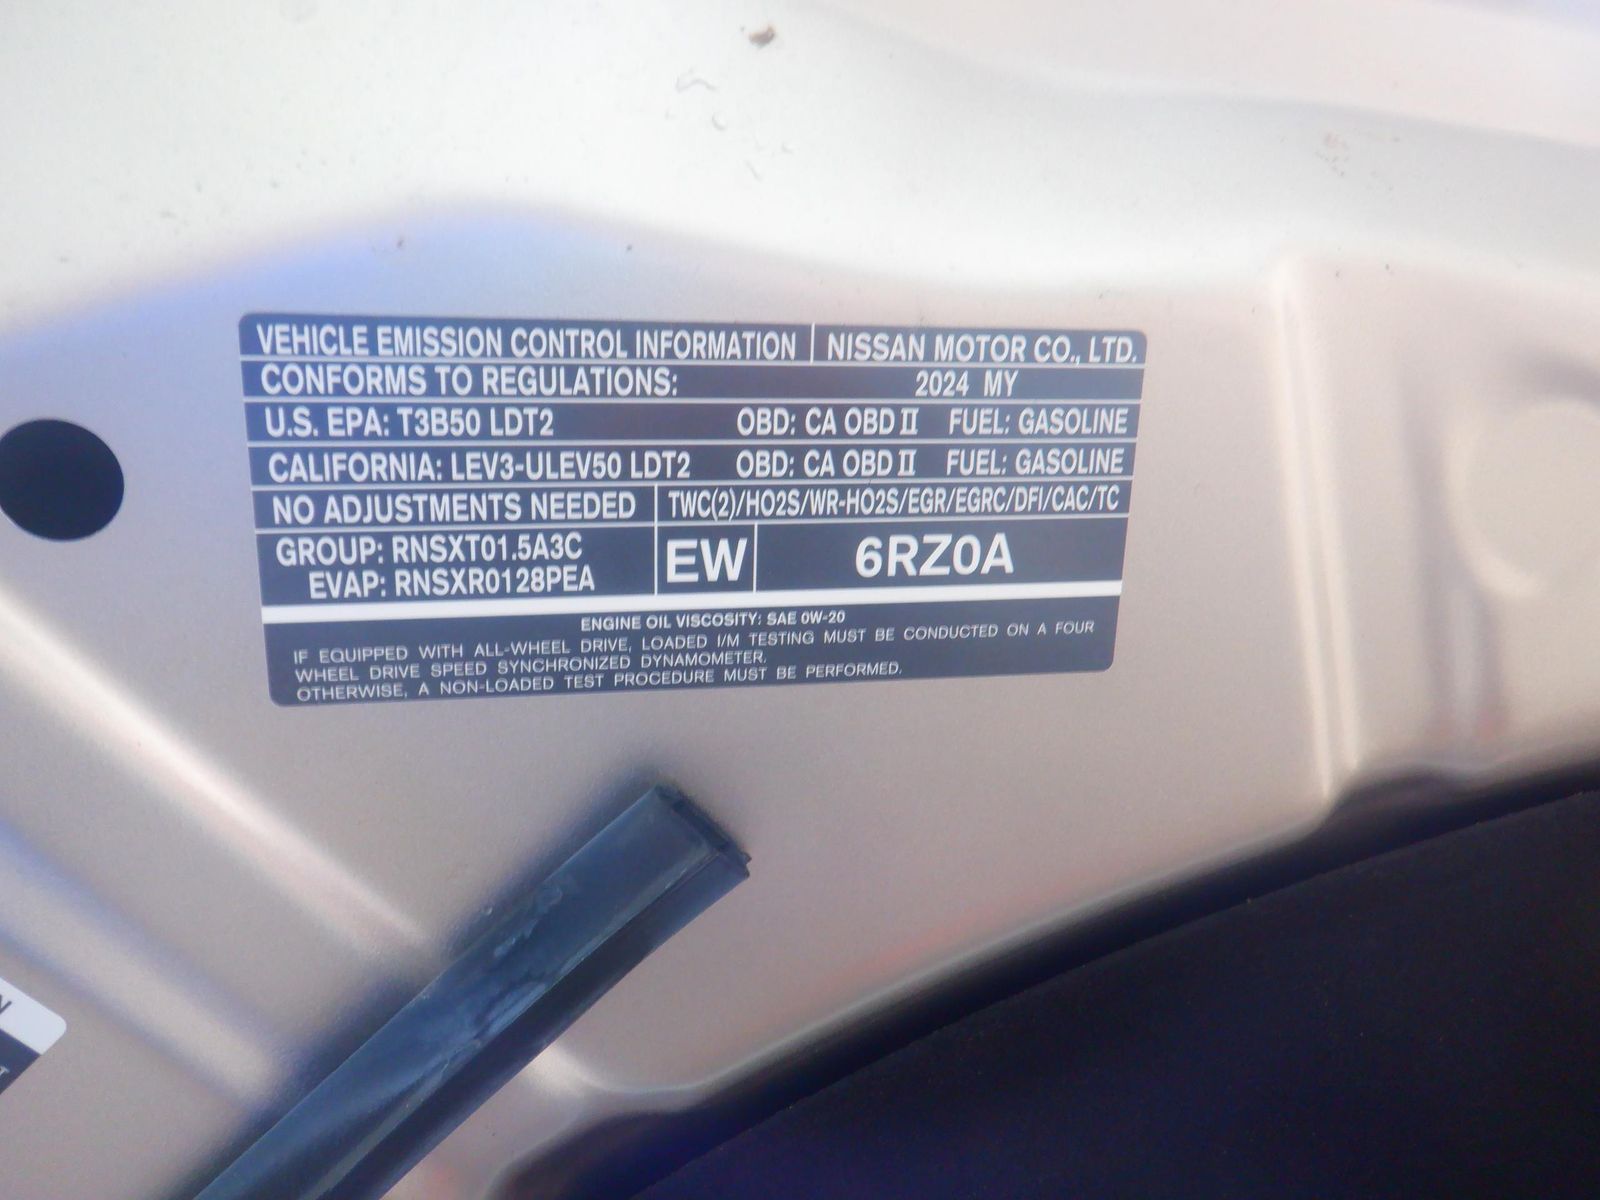 VEHICLE EMISSION CONTROL INFORMATION NISSAN MOTOR CO., LTD.
CONFORMS TO REGULATIONS: 2024 MY
U.S. EPA: T3B50 LDT2 OBD: CA OBD II FUEL: GASOLINE
CALIFORNIA: LEV3-ULEV50 LDT2 OBD: CA OBD II FUEL: GASOLINE
NO ADJUSTMENTS NEEDED TWC(2)/HO2S/WR-HO2S/EGR/EGRC/DFI/CAC/TC
GROUP: RNSXT01.5A3C
EVAP: RNSXR0128PEA
EW 6RZ0A
ENGINE OIL VISCOSITY: SAE 0W-20
IF EQUIPPED WITH ALL-WHEEL DRIVE, LOADED I/M TESTING MUST BE CONDUCTED ON A FOUR
WHEEL DRIVE SPEED SYNCHRONIZED DYNAMOMETER.
OTHERWISE, A NON-LOADED TEST PROCEDURE MUST BE PERFORMED.